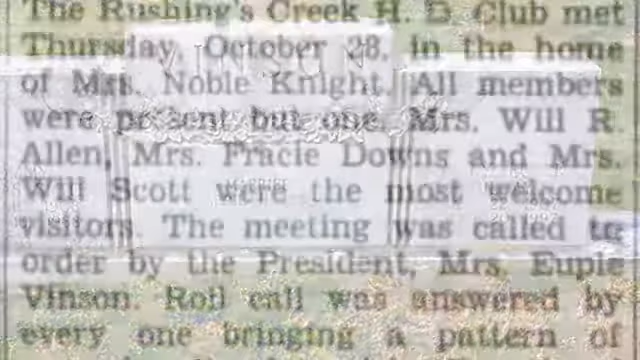 The Rushing's Creek H. D. Club met
Thursday, October 28, in the home
of Mrs. Noble Knight. All members
were present but one. Mrs. Will R.
Allen, Mrs. Fracie Downs and Mrs.
Will Scott were the most welcome
visitors. The meeting was called to
order by the President, Mrs. Eupie
Vinson. Roll call was answered by
every one bringing a pattern of
VINSON